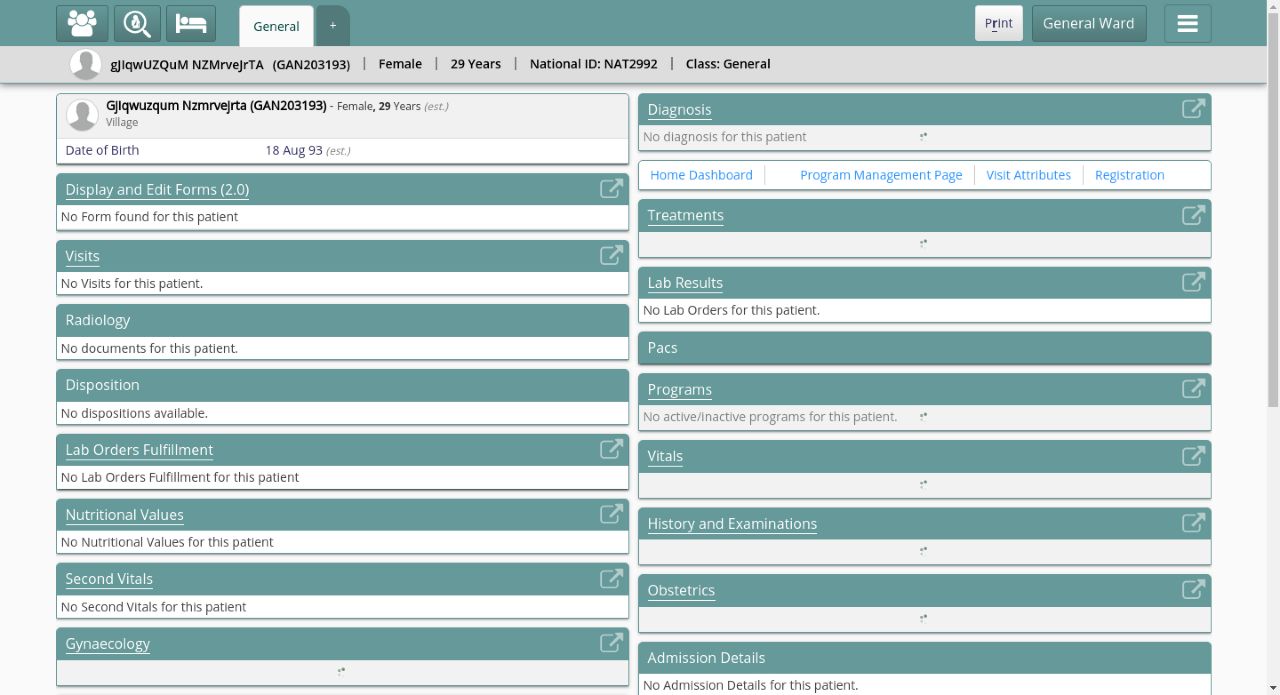 General
+
Print
General Ward
gJlqwUZQuM NZMrveJrTA (GAN203193) | Female | 29 Years | National ID: NAT2992 | Class: General
GJlqwuzqum Nzmrvejrta (GAN203193) - Female, 29 Years (est.)
Village
Date of Birth 18 Aug 93 (est.)
Display and Edit Forms (2.0)
No Form found for this patient
Visits
No Visits for this patient.
Radiology
No documents for this patient.
Disposition
No dispositions available.
Lab Orders Fulfillment
No Lab Orders Fulfillment for this patient
Nutritional Values
No Nutritional Values for this patient
Second Vitals
No Second Vitals for this patient
Gynaecology
Diagnosis
No diagnosis for this patient
Home Dashboard Program Management Page Visit Attributes Registration
Treatments
Lab Results
No Lab Orders for this patient.
Pacs
Programs
No active/inactive programs for this patient.
Vitals
History and Examinations
Obstetrics
Admission Details
No Admission Details for this patient.